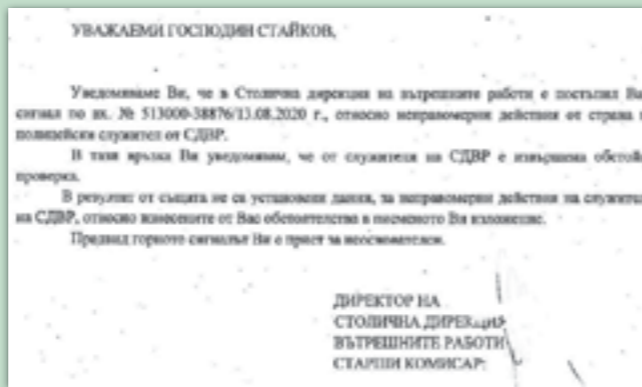 УВАЖАЕМИ ГОСПОДИН СТАЙКОВ,
Уведомяваме Ви, че в Столична дирекция на вътрешните работи е постъпил Ва
сигнал по вх. № 513000-38876/13.08.2020 г., относно неправомерни действия от страна
полицейски служител от СДВР.
В тази връзка Ви уведомявам, че от служители на СДВР е извършена обстой
проверка.
В резултат от същата не са установени данни, за неправомерни действия на служител
на СДВР, относно изнесените от Вас обстоятелства в писменото Ви изложение.
Предвид горното сигналът Ви е приет за неоснователен.
ДИРЕКТОР НА
СТОЛИЧНА ДИРЕКЦИЯ
ВЪТРЕШНИТЕ РАБОТИ
СТАРШИ КОМИСАР: